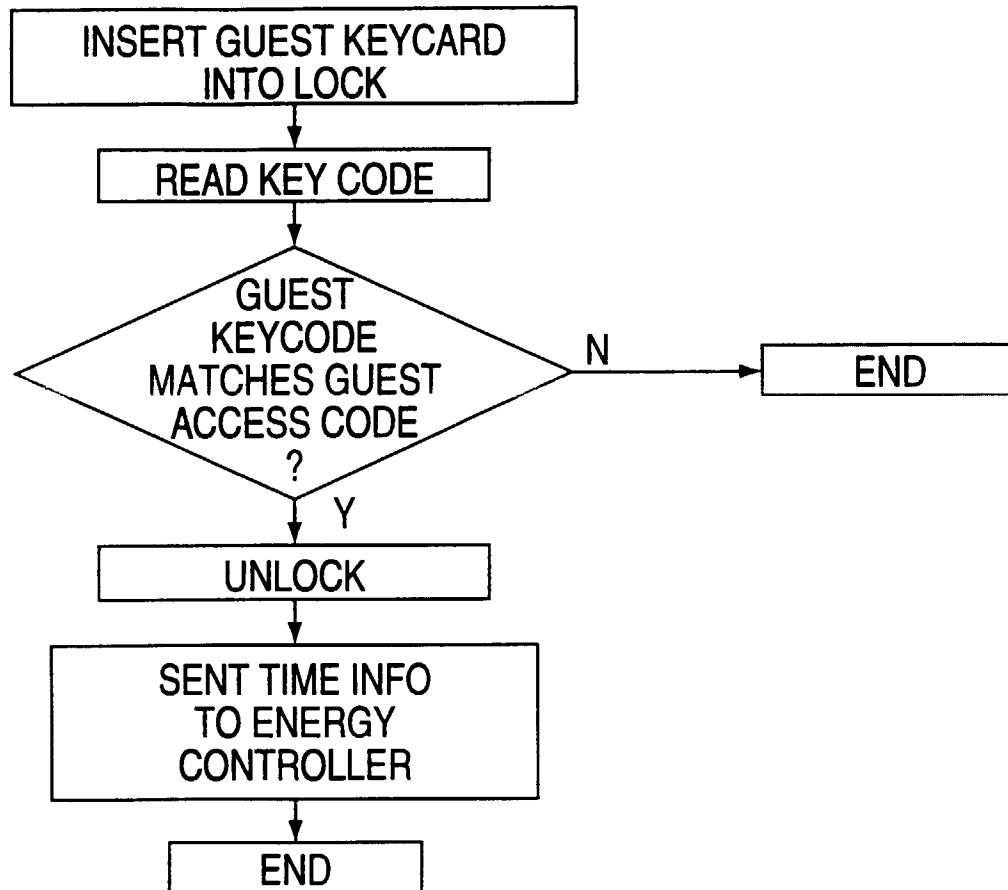 INSERT GUEST KEYCARD
INTO LOCK
READ KEY CODE
GUEST
KEYCODE
MATCHES GUEST
ACCESS CODE
?
N
END
Y
UNLOCK
SENT TIME INFO
TO ENERGY
CONTROLLER
END